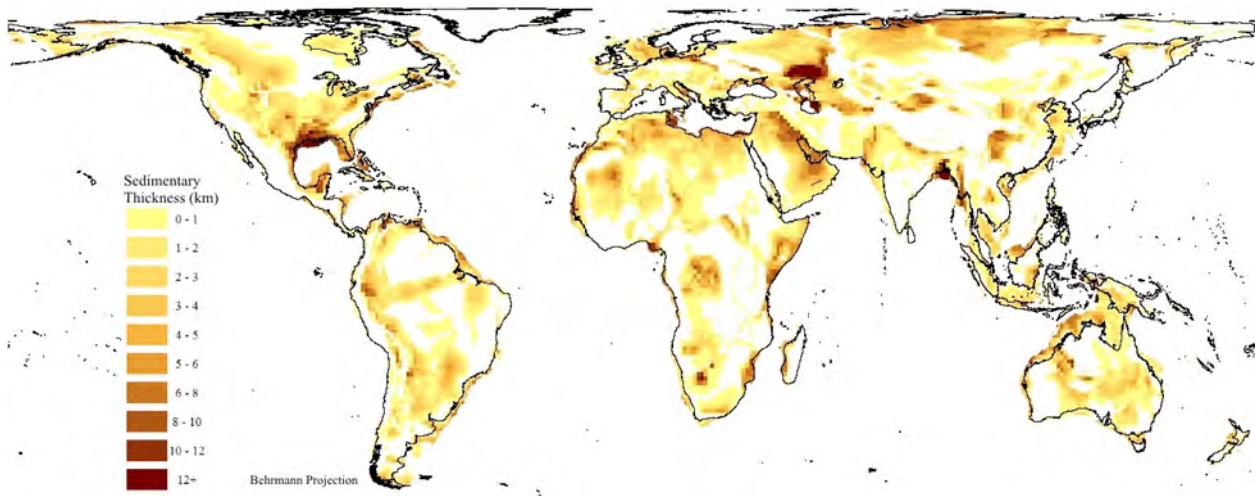 Sedimentary
Thickness (km)
0 - 1
1 - 2
2 - 3
3 - 4
4 - 5
5 - 6
6 - 8
8 - 10
10 - 12
12+
Behrmann Projection